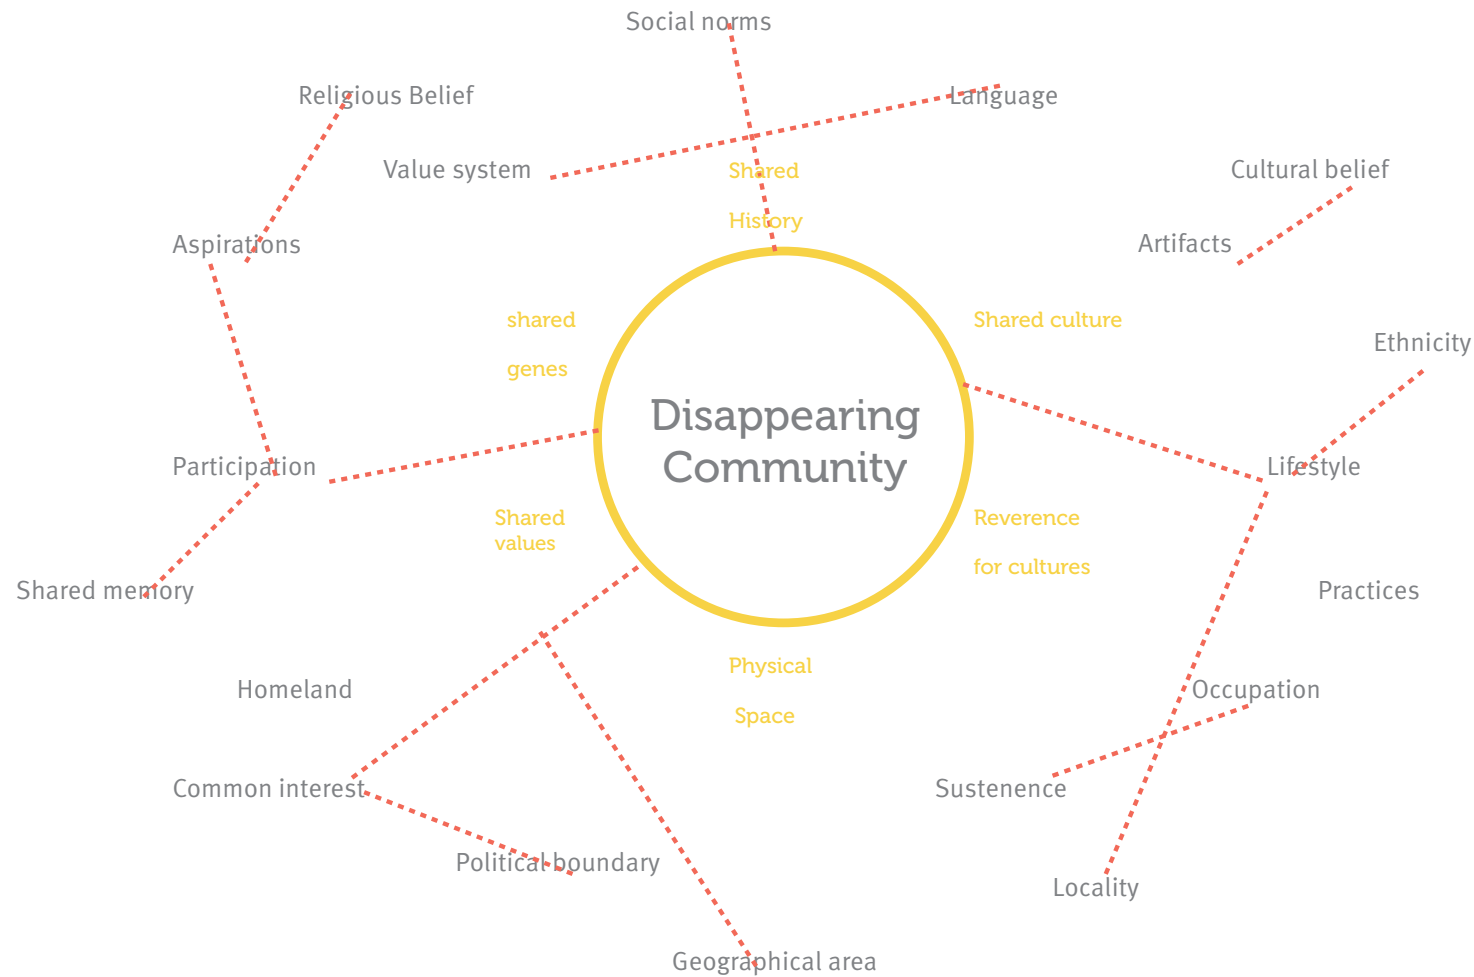 Social norms
Religious Belief
Language
Value system
Shared
History
Cultural belief
Aspirations
Artifacts
shared
genes
Shared culture
Ethnicity
Disappearing
Community
Participation
Lifestyle
Shared
values
Reverence
for cultures
Shared memory
Practices
Physical
Space
Homeland
Occupation
Common interest
Sustenence
Political boundary
Locality
Geographical area